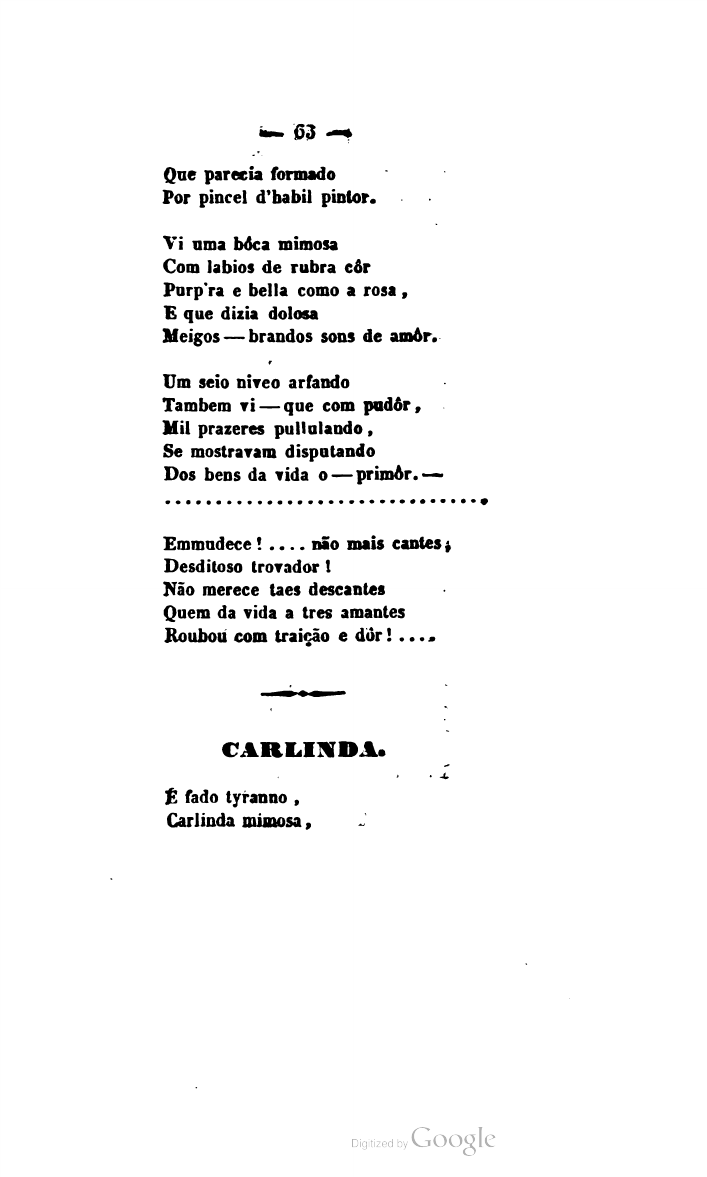 — 63 —
Que parecia formado
Por pincel d'habil pintor.
Vi uma bôca mimosa
Com labios de rubra côr
Purp'ra e bella como a rosa,
E que dizia dolosa
Meigos — brandos sons de amôr.
Um seio niveo arfando
Tambem vi — que com pudôr,
Mil prazeres pullulando,
Se mostravam disputando
Dos bens da vida o — primôr. —
...............................
Emmudece! .... não mais cantes;
Desditoso trovador!
Não merece taes descantes
Quem da vida a tres amantes
Roubou com traição e dôr! ....
CARLINDA.
É fado tyranno,
Carlinda mimosa,
Digitized by Google